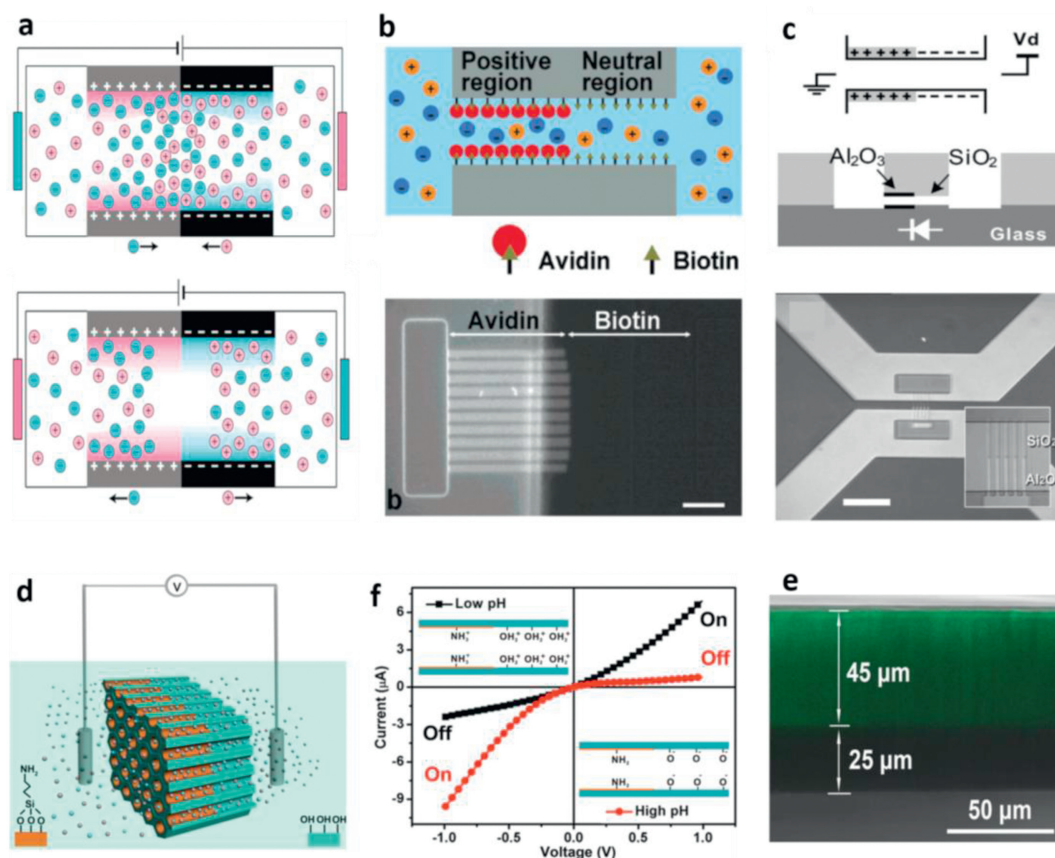 a
b
Positive region
Neutral region
Avidin
Biotin
Avidin
Biotin
b
c
+ + + + + - - - - - -
Vd
+ + + + + - - - - - -
Al₂O₃
SiO₂
Glass
SiO₂
Al₂O
d
V
NH₂
Si
O O O
OH OH OH
f
Low pH
NH₃⁺ OH₂⁺ OH₂⁺ OH₂⁺
NH₃⁺ OH₂⁺ OH₂⁺ OH₂⁺
On
Off
Off
On
NH₂ O⁻ O⁻ O⁻
NH₂ O⁻ O⁻ O⁻
High pH
Current (μA)
6
3
0
-3
-6
-9
-1.0 -0.5 0.0 0.5 1.0
Voltage (V)
e
45 μm
25 μm
50 μm